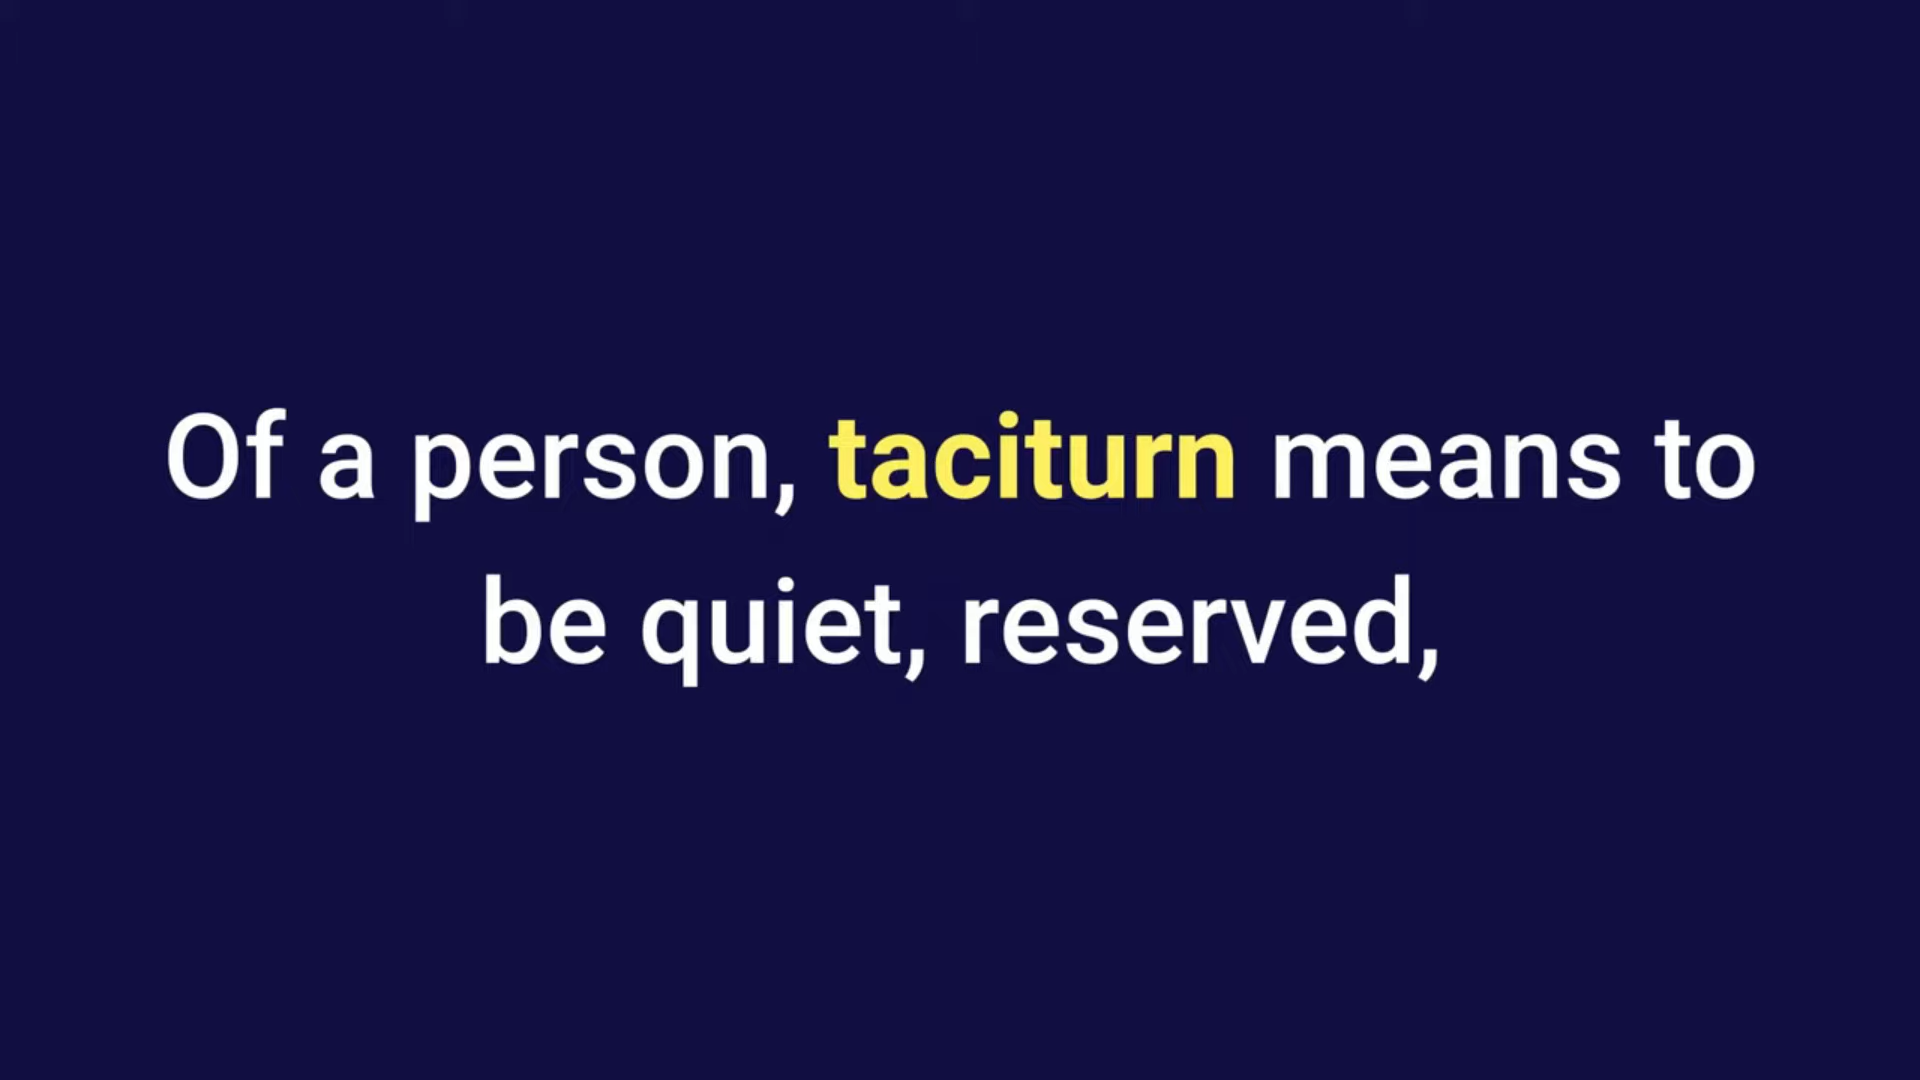 Of a person, taciturn means to
be quiet, reserved,